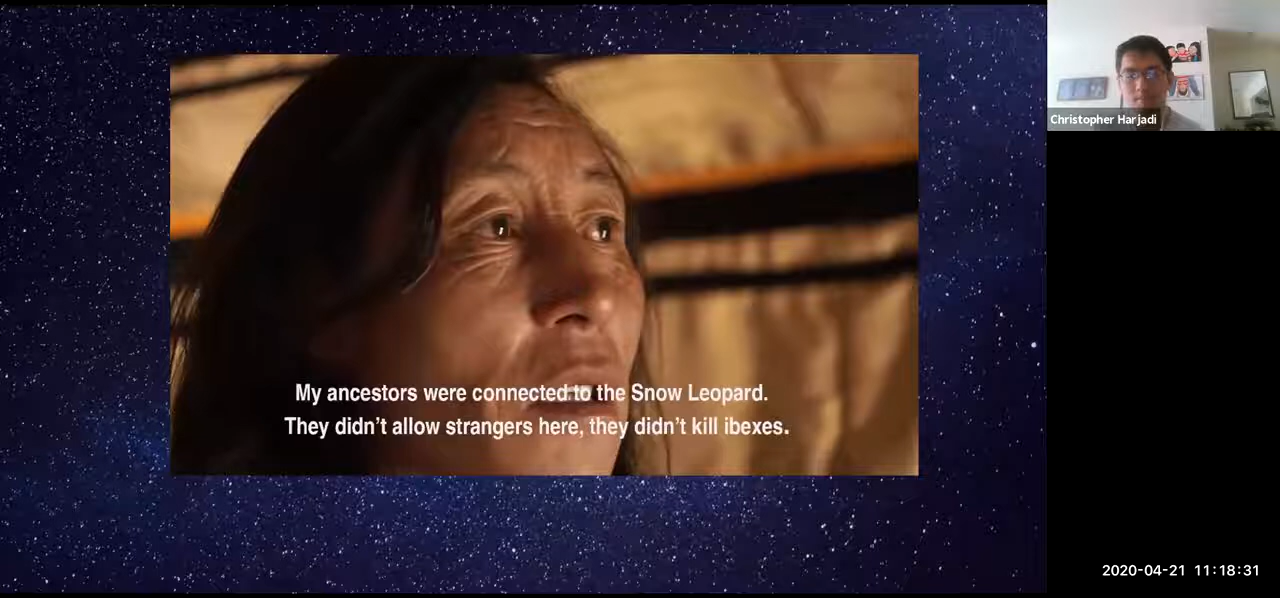 My ancestors were connected to the Snow Leopard.
They didn't allow strangers here, they didn't kill ibexes.
Christopher Harjadi
2020-04-21 11:18:31